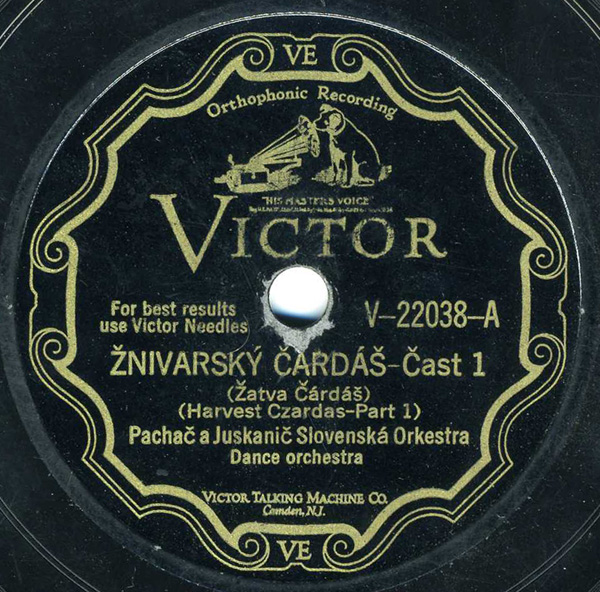 VE
Orthophonic Recording
"HIS MASTER'S VOICE"
VICTOR
For best results
use Victor Needles
V-22038-A
ŽNIVARSKÝ ČARDÁŠ-Čast 1
(Žatva Čárdáš)
(Harvest Czardas-Part 1)
Pachač a Juskanič Slovenská Orkestra
Dance orchestra
VICTOR TALKING MACHINE CO.
Camden, N.J.
VE